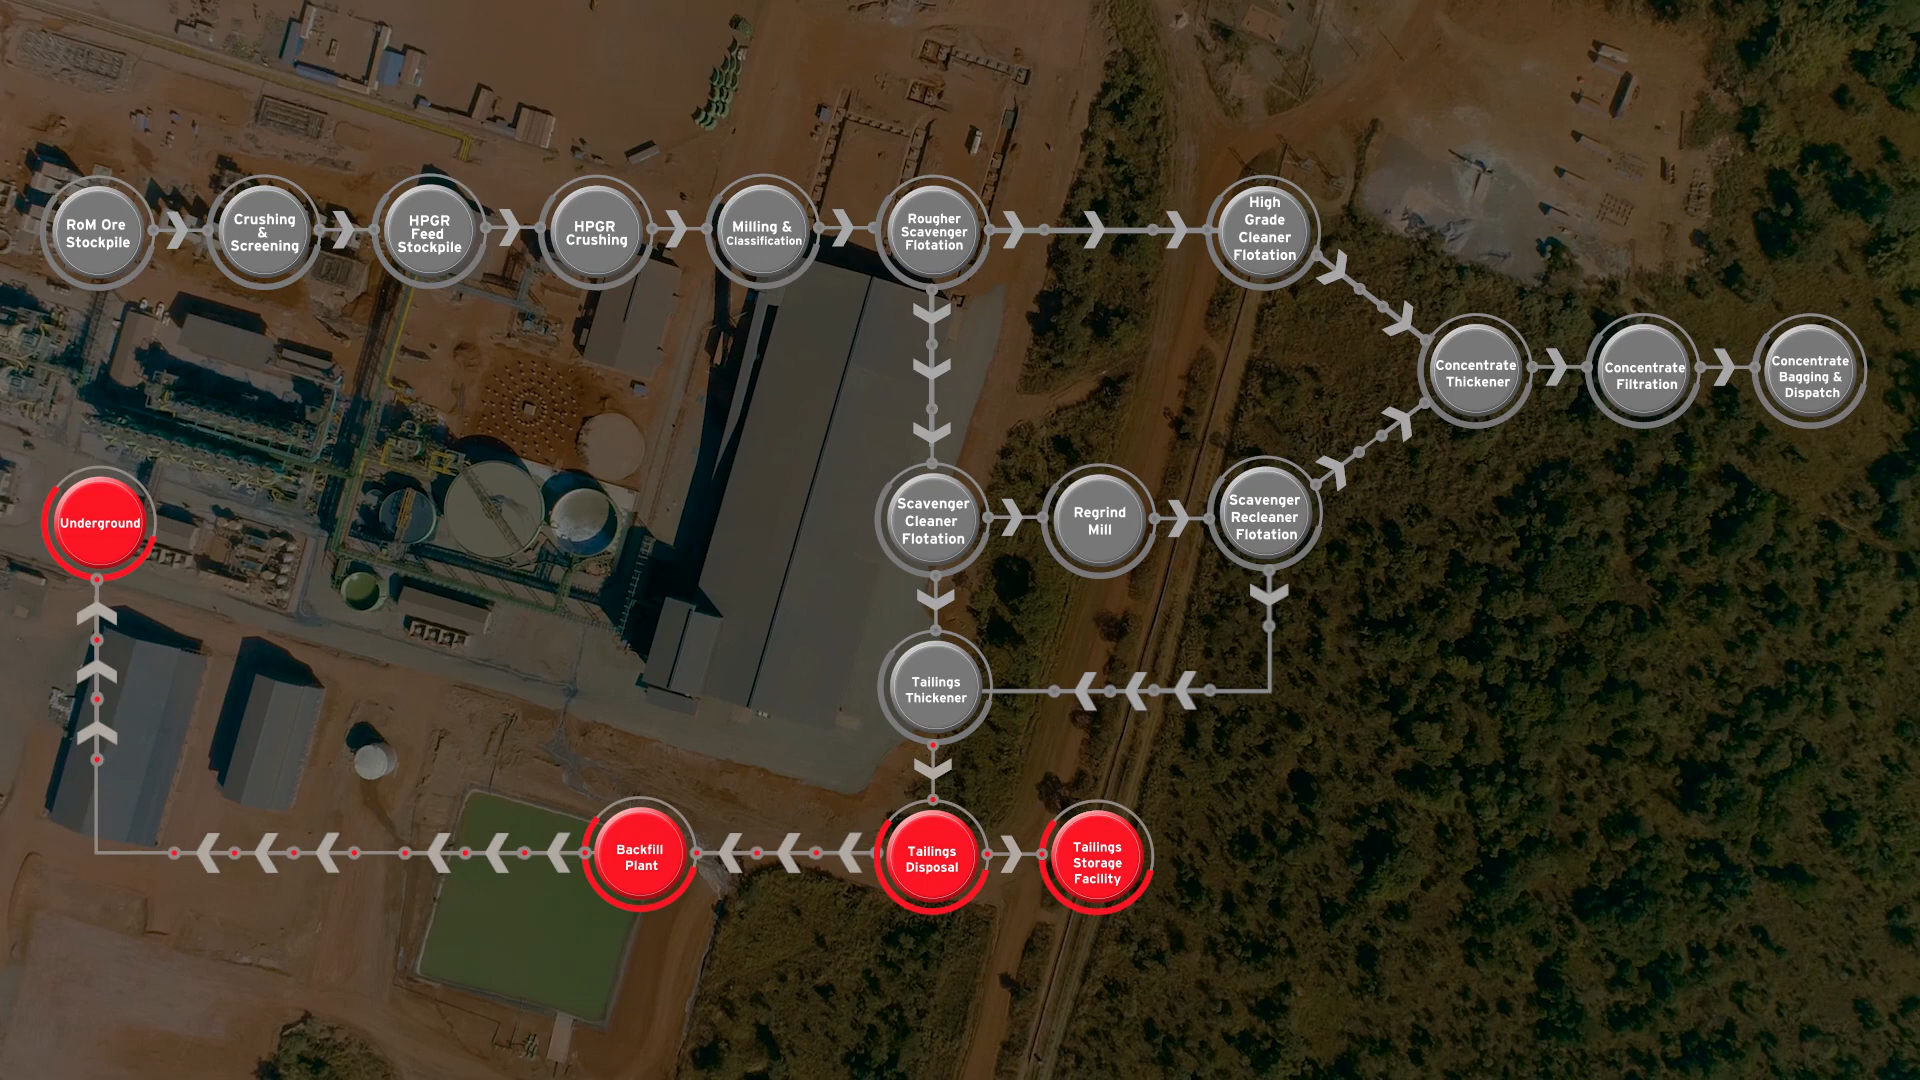 RoM Ore
Stockpile
Crushing
&
Screening
HPGR
Feed
Stockpile
HPGR
Crushing
Milling &
Classification
Rougher
Scavenger
Flotation
High
Grade
Cleaner
Flotation
Concentrate
Thickener
Concentrate
Filtration
Concentrate
Bagging &
Dispatch
Underground
Scavenger
Cleaner
Flotation
Regrind
Mill
Scavenger
Recleaner
Flotation
Tailings
Thickener
Backfill
Plant
Tailings
Disposal
Tailings
Storage
Facility